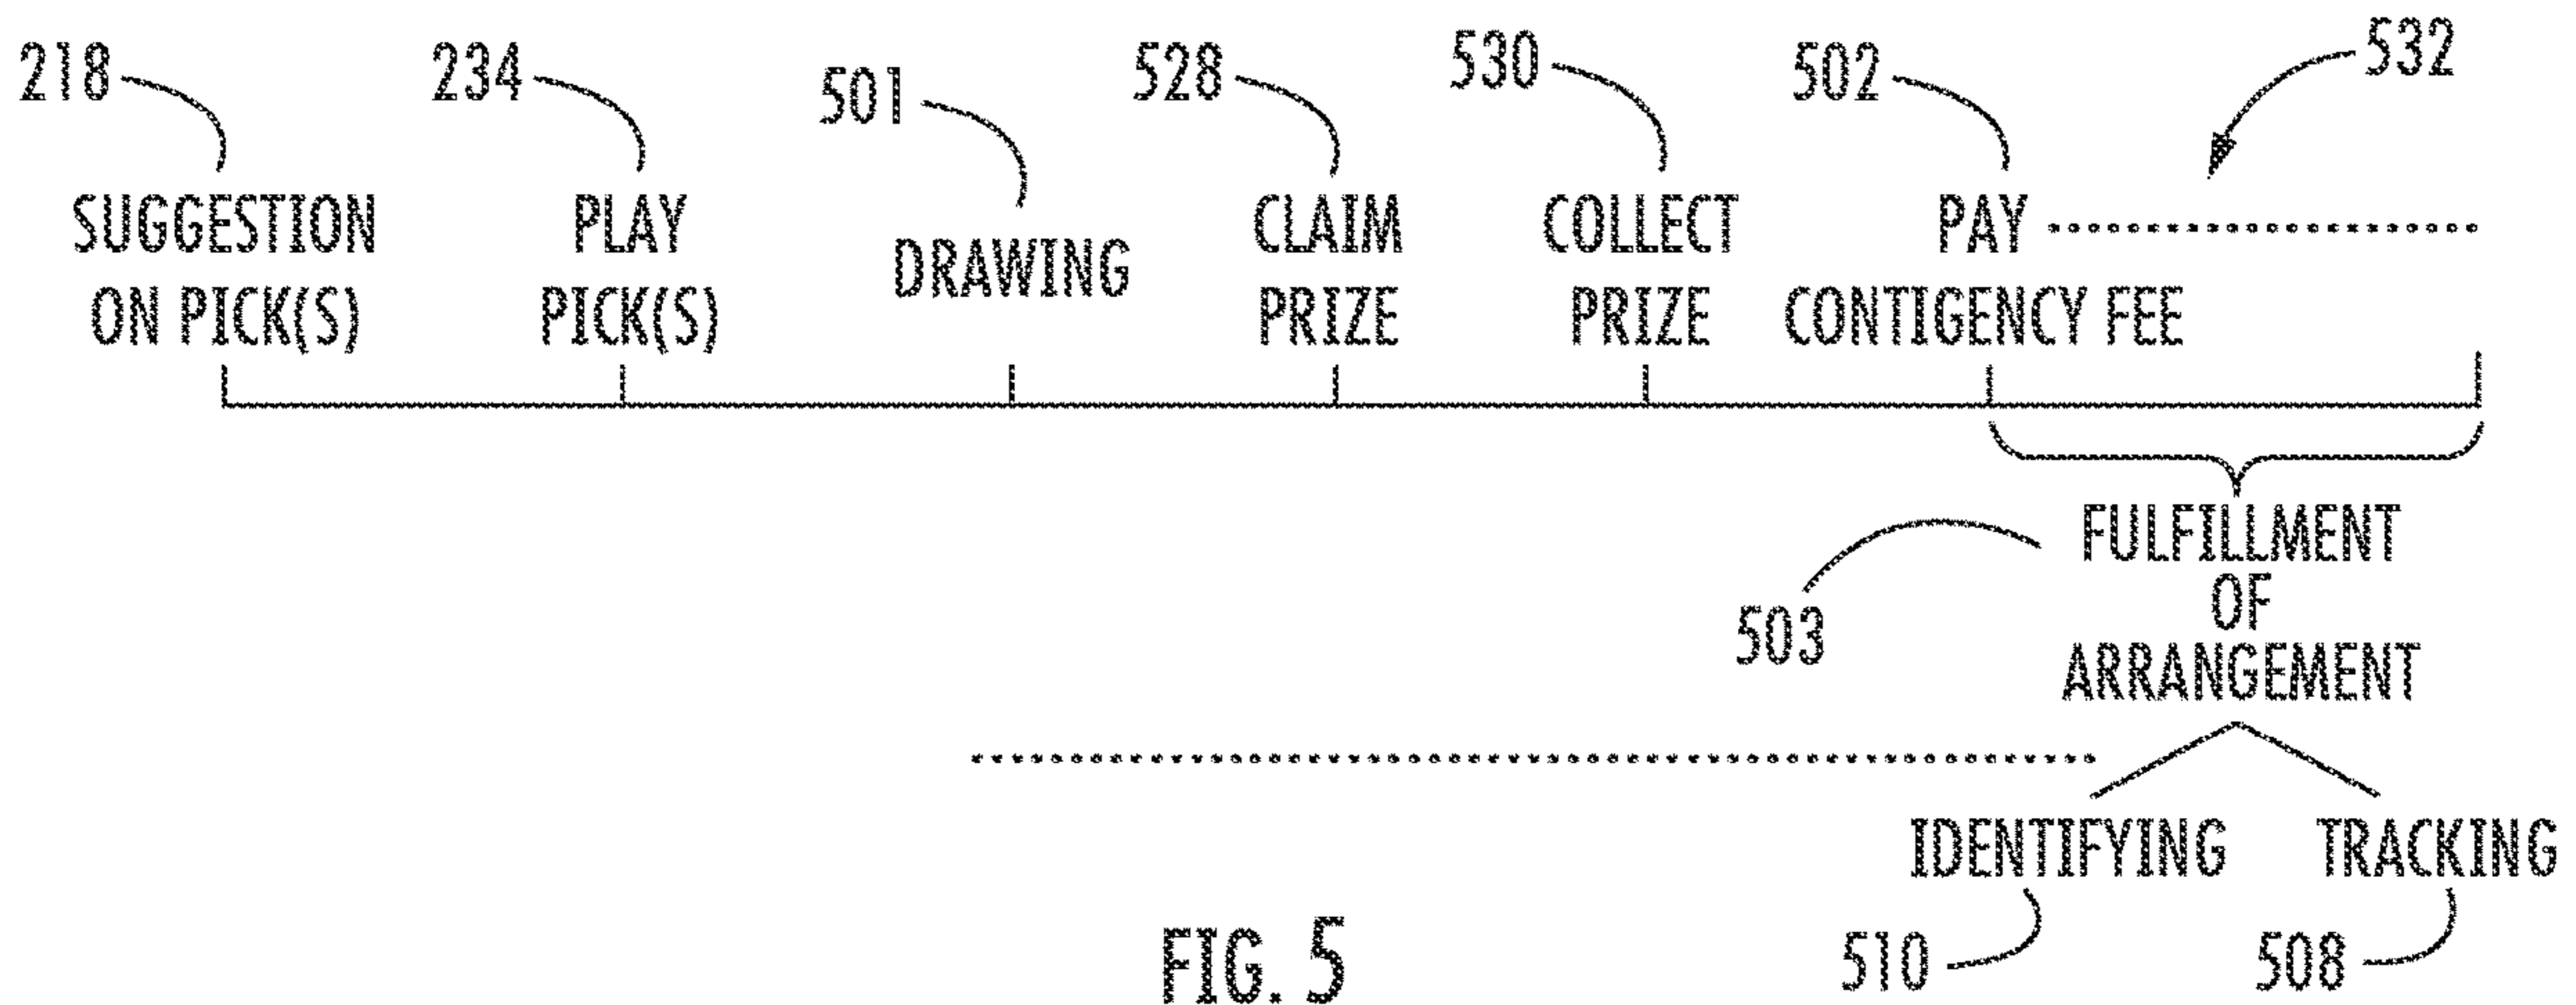 218
234
501
528
530
502
532
SUGGESTION
ON PICK(S)
PLAY
PICK(S)
DRAWING
CLAIM
PRIZE
COLLECT
PRIZE
PAY
CONTIGENCY FEE
503
FULFILLMENT
OF
ARRANGEMENT
IDENTIFYING
TRACKING
510
508
FIG. 5